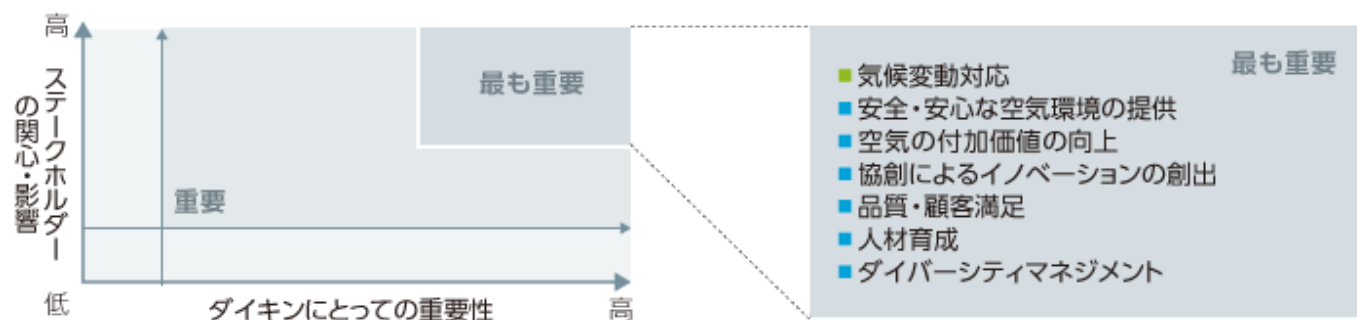 高
ステークホルダー
の関心・影響
低
重要
最も重要
ダイキンにとっての重要性
高
最も重要
■気候変動対応
■安全・安心な空気環境の提供
■空気の付加価値の向上
■協創によるイノベーションの創出
■品質・顧客満足
■人材育成
■ダイバーシティマネジメント